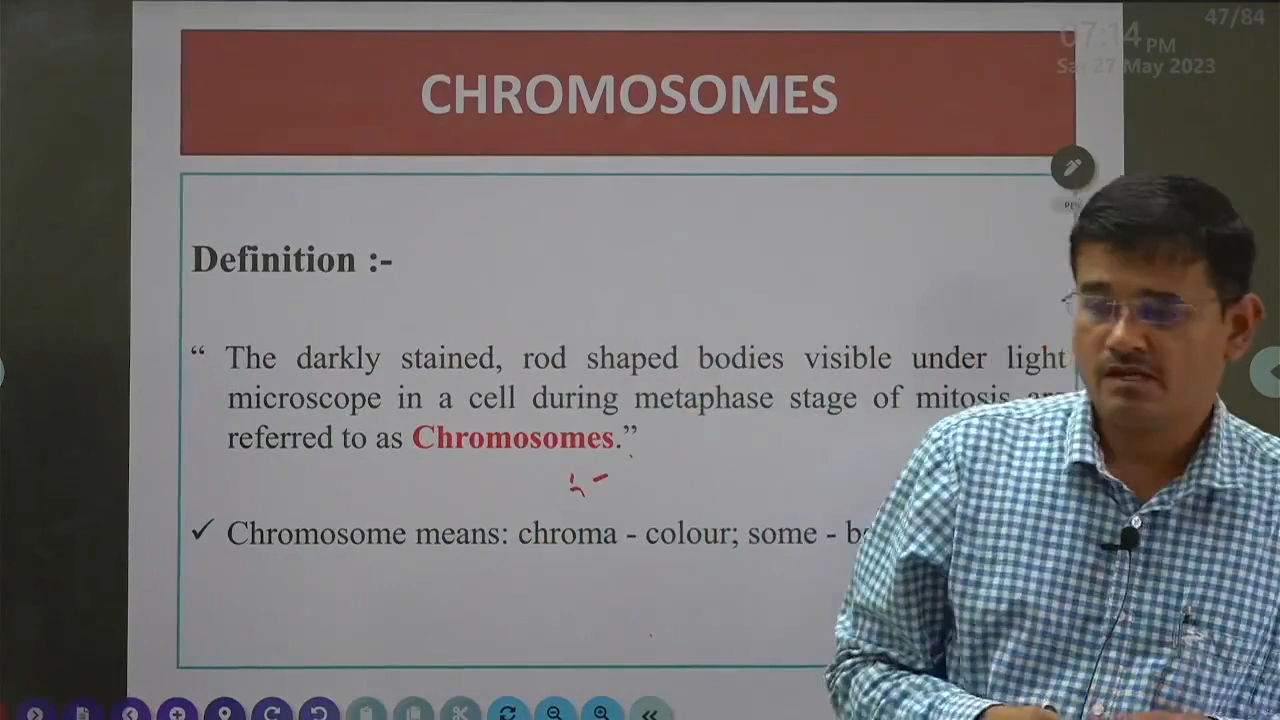 47/84
07:14 PM
Sat 27 May 2023
CHROMOSOMES
Definition :-
“ The darkly stained, rod shaped bodies visible under light
microscope in a cell during metaphase stage of mitosis are
referred to as Chromosomes.”
Chromosome means: chroma - colour; some - b